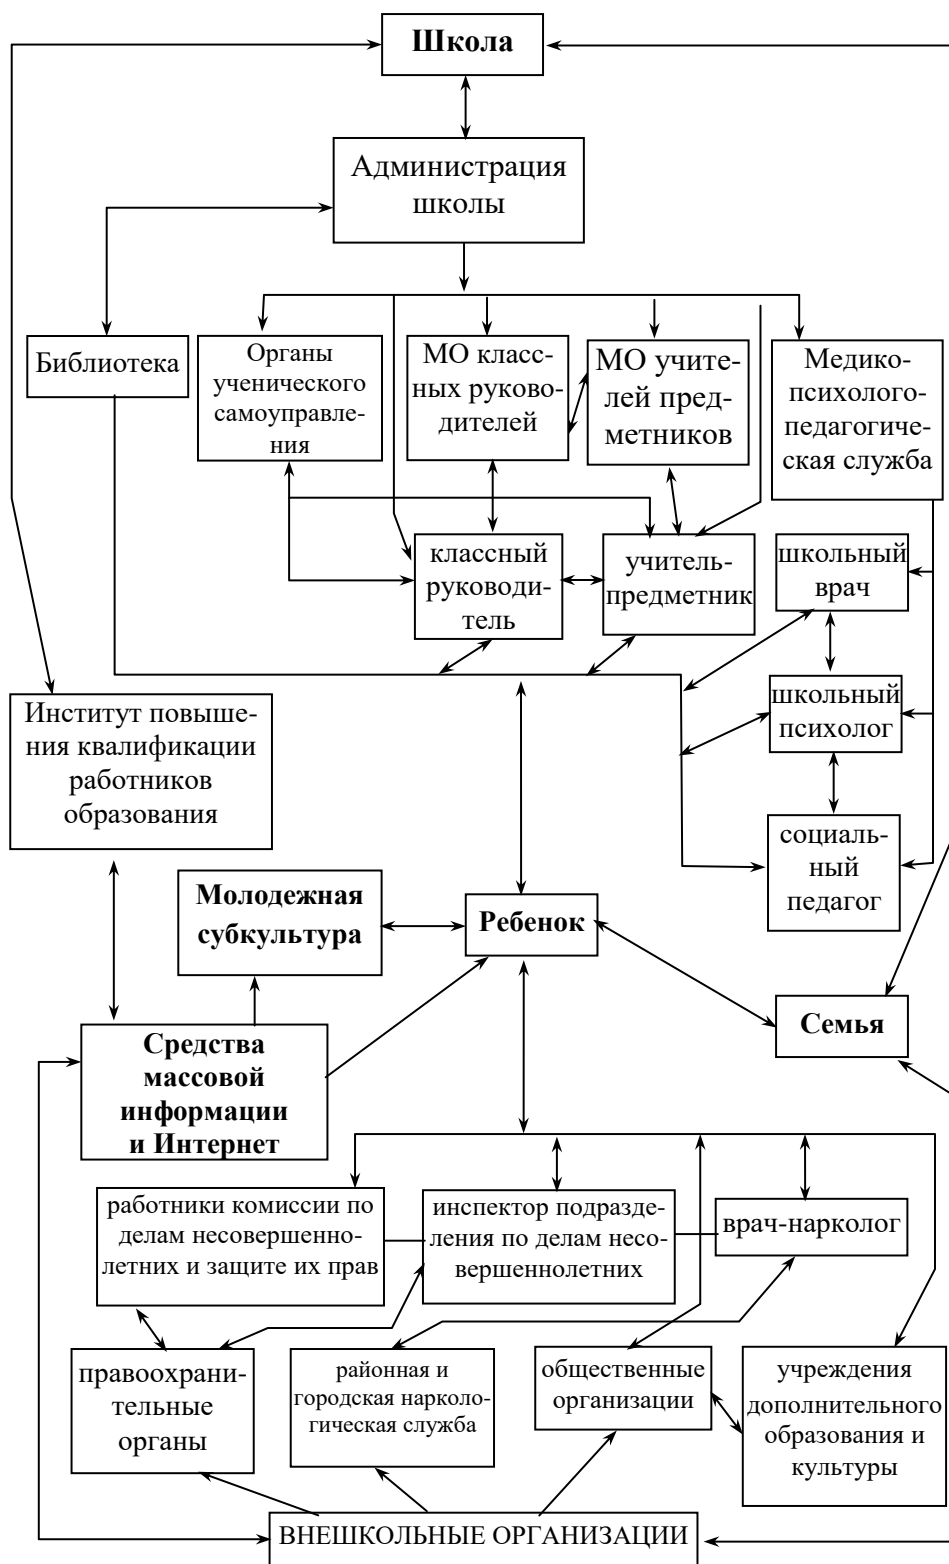 Школа
Администрация
школы
Библиотека
Органы
ученического
самоуправле-
ния
МО класс-
ных руково-
дителей
МО учите-
лей пред-
метников
Медико-
психолого-
педагогиче-
ская служба
классный
руководи-
тель
учитель-
предметник
школьный
врач
школьный
психолог
социаль-
ный
педагог
Институт повыше-
ния квалификации
работников
образования
Молодежная
субкультура
Ребенок
Семья
Средства
массовой
информации
и Интернет
работники комиссии по
делам несовершенно-
летних и защите их прав
инспектор подразде-
ления по делам несо-
вершеннолетних
врач-нарколог
правоохрани-
тельные
органы
районная и
городская нарколо-
гическая служба
общественные
организации
учреждения
дополнительного
образования и
культуры
ВНЕШКОЛЬНЫЕ ОРГАНИЗАЦИИ